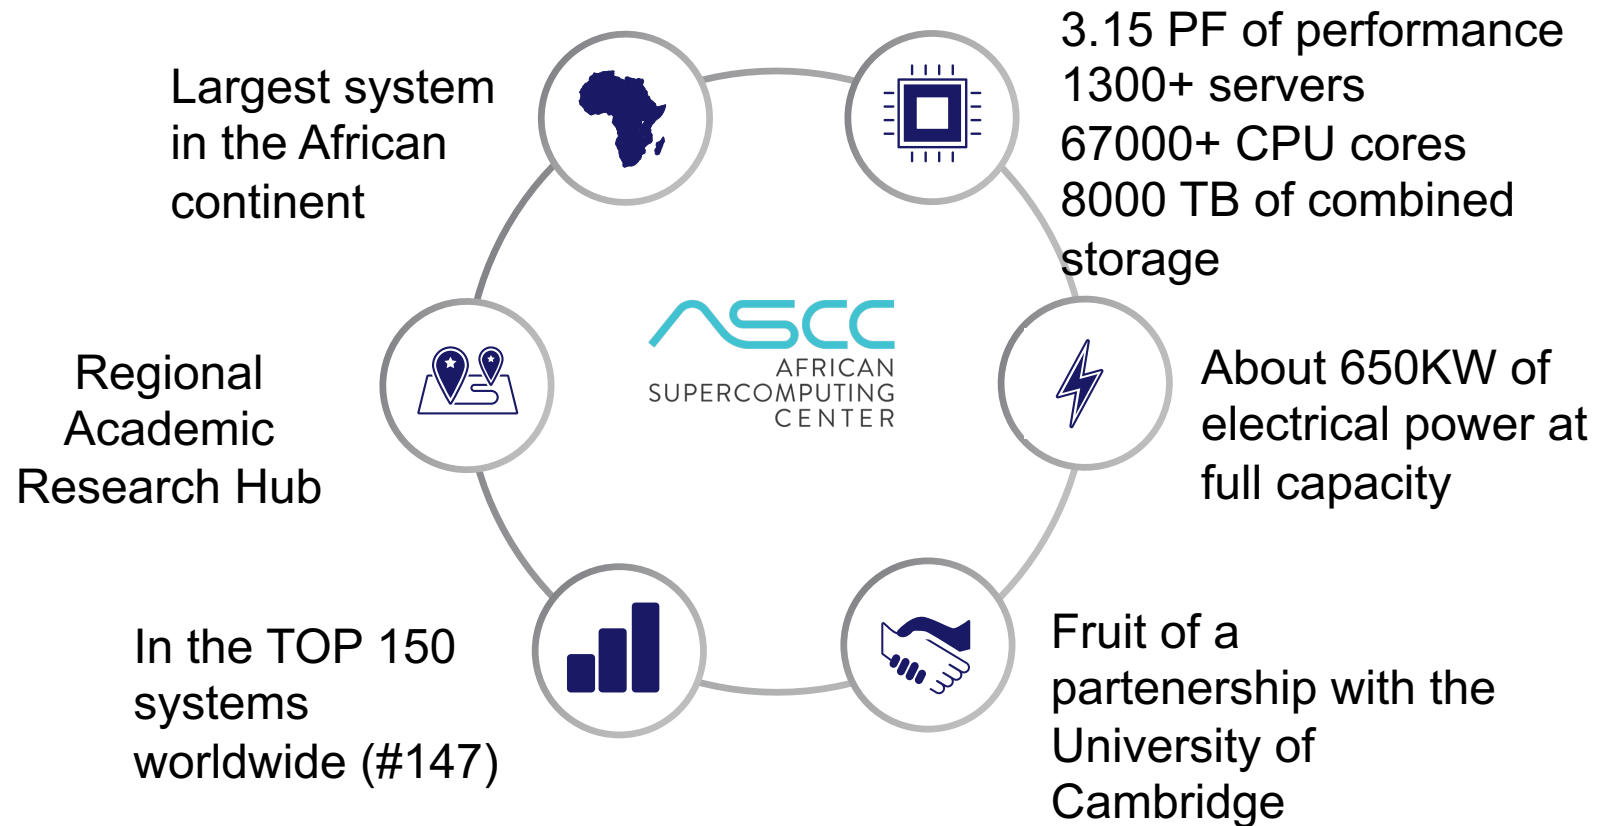 Largest system
in the African
continent
3.15 PF of performance
1300+ servers
67000+ CPU cores
8000 TB of combined
storage
ASCC
AFRICAN
SUPERCOMPUTING
CENTER
Regional
Academic
Research Hub
About 650KW of
electrical power at
full capacity
In the TOP 150
systems
worldwide (#147)
Fruit of a
partenership with the
University of
Cambridge